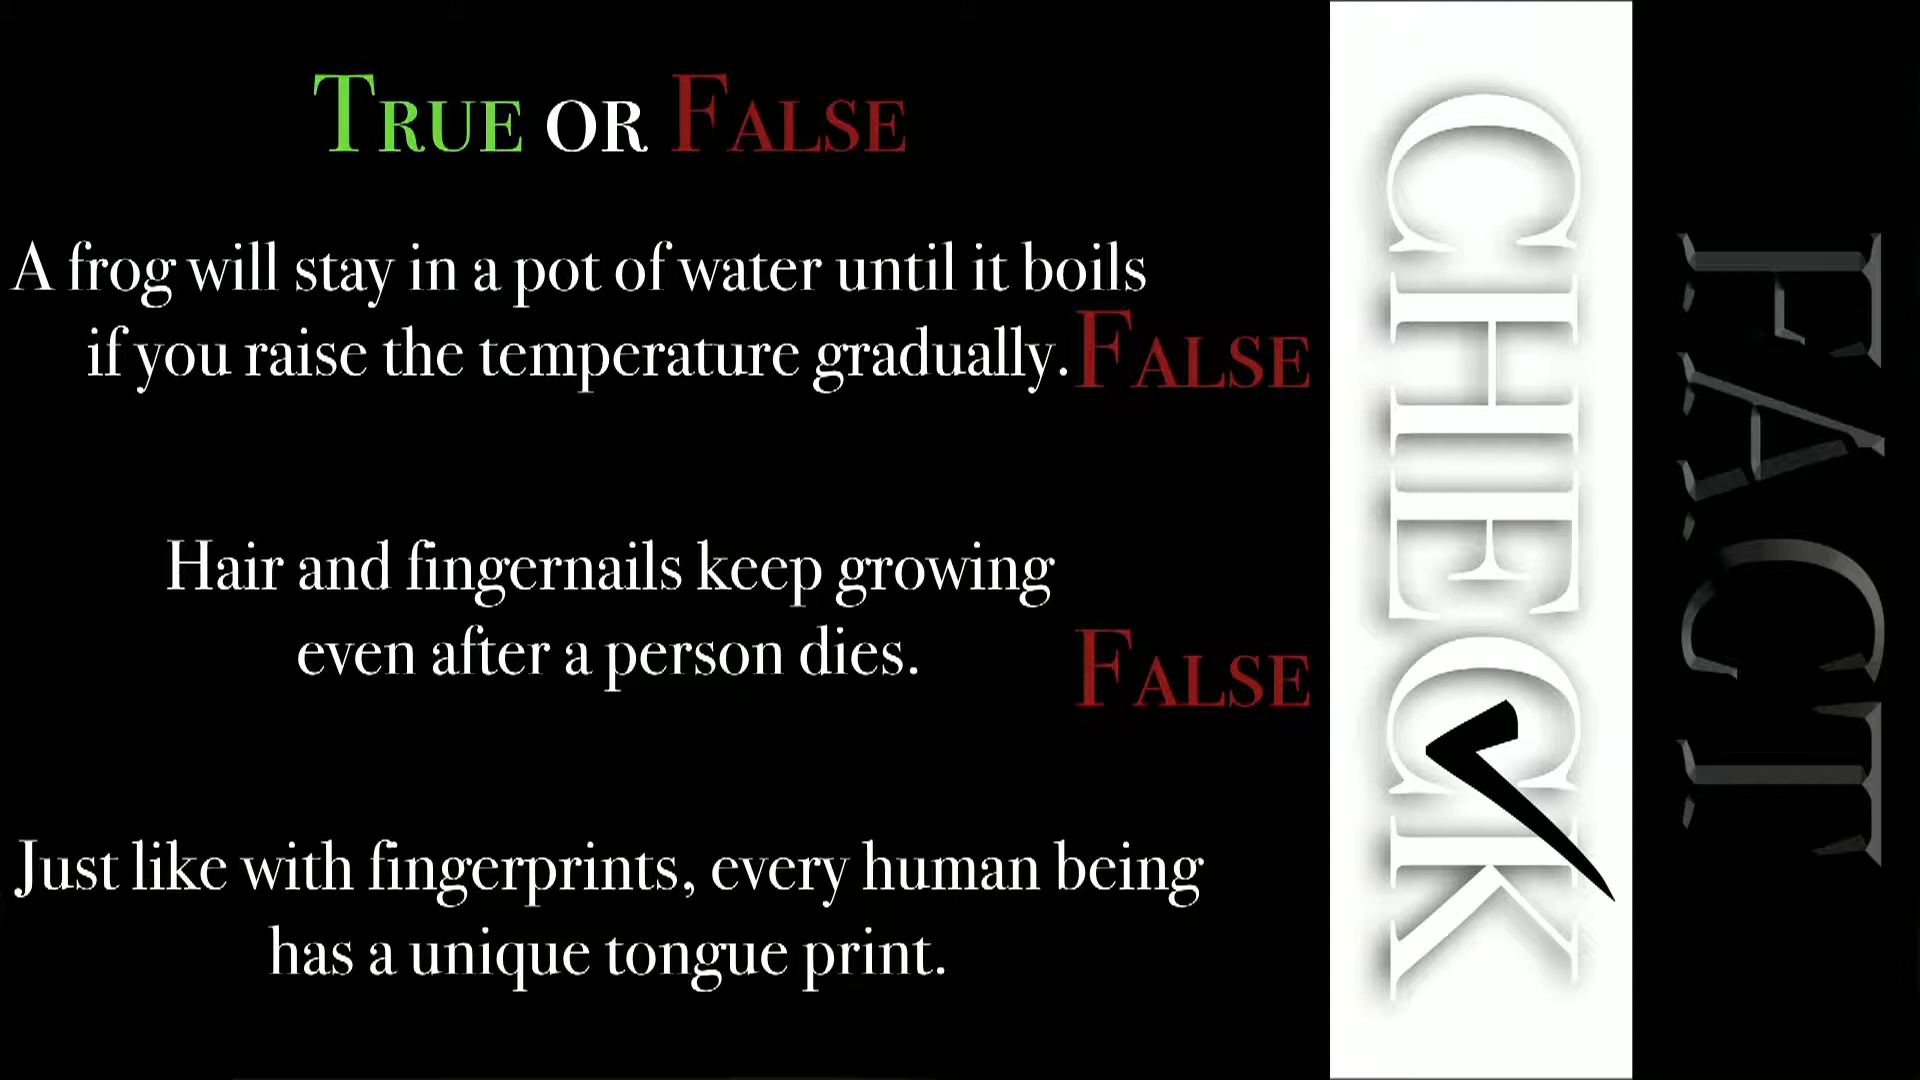 TRUE OR FALSE
A frog will stay in a pot of water until it boils
if you raise the temperature gradually. FALSE
Hair and fingernails keep growing
even after a person dies. FALSE
Just like with fingerprints, every human being
has a unique tongue print.
CHECK
FACT